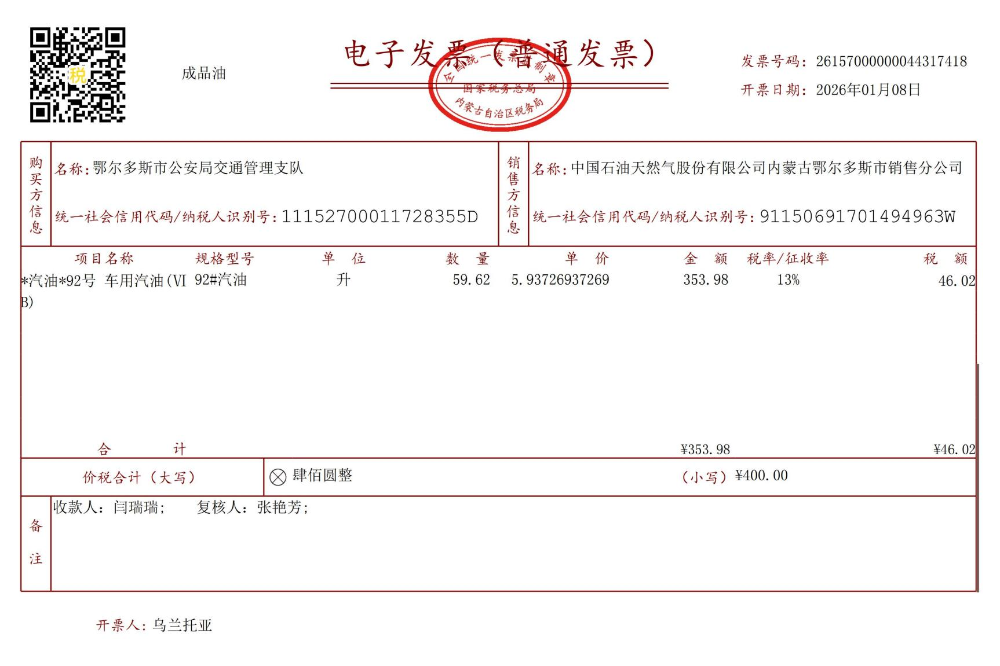 电子发票（普通发票）
税
成品油
全国统一发票监制章
国家税务总局
内蒙古自治区税务局
发票号码：26157000000044317418
开票日期：2026年01月08日
购买方信息
名称：鄂尔多斯市公安局交通管理支队
统一社会信用代码/纳税人识别号：11152700011728355D
销售方信息
名称：中国石油天然气股份有限公司内蒙古鄂尔多斯市销售分公司
统一社会信用代码/纳税人识别号：91150691701494963W
项目名称 规格型号 单 位 数 量 单 价 金 额 税率/征收率 税 额
*汽油*92号 车用汽油(VI 92#汽油 升 59.62 5.93726937269 353.98 13% 46.02
B)
合 计 ¥353.98 ¥46.02
价税合计（大写） 肆佰圆整 （小写）¥400.00
备注
收款人：闫瑞瑞; 复核人：张艳芳;
开票人：乌兰托亚